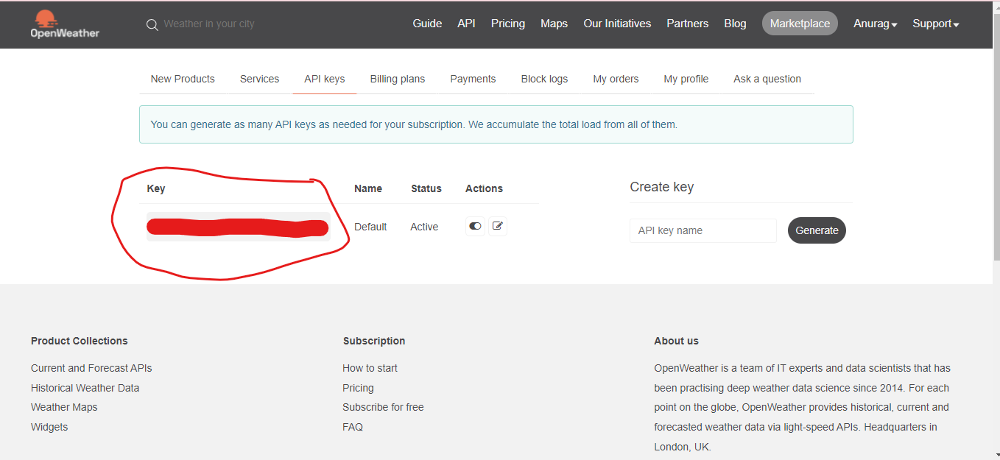 OpenWeather
Weather in your city
Guide API Pricing Maps Our Initiatives Partners Blog Marketplace Anurag Support
New Products Services API keys Billing plans Payments Block logs My orders My profile Ask a question
You can generate as many API keys as needed for your subscription. We accumulate the total load from all of them.
Key Name Status Actions
Default Active
Create key
API key name Generate
Product Collections
Current and Forecast APIs
Historical Weather Data
Weather Maps
Widgets
Subscription
How to start
Pricing
Subscribe for free
FAQ
About us
OpenWeather is a team of IT experts and data scientists that has
been practising deep weather data science since 2014. For each
point on the globe, OpenWeather provides historical, current and
forecasted weather data via light-speed APIs. Headquarters in
London, UK.